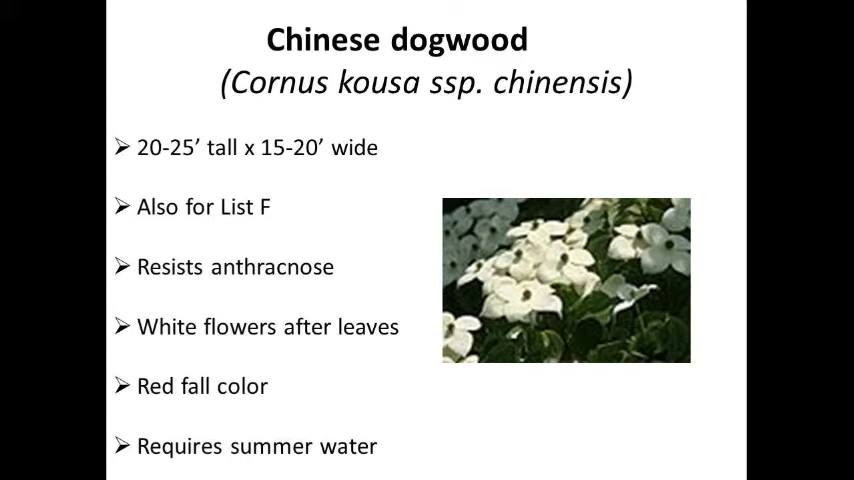 Chinese dogwood
(Cornus kousa ssp. chinensis)
➢ 20-25’ tall x 15-20’ wide
➢ Also for List F
➢ Resists anthracnose
➢ White flowers after leaves
➢ Red fall color
➢ Requires summer water